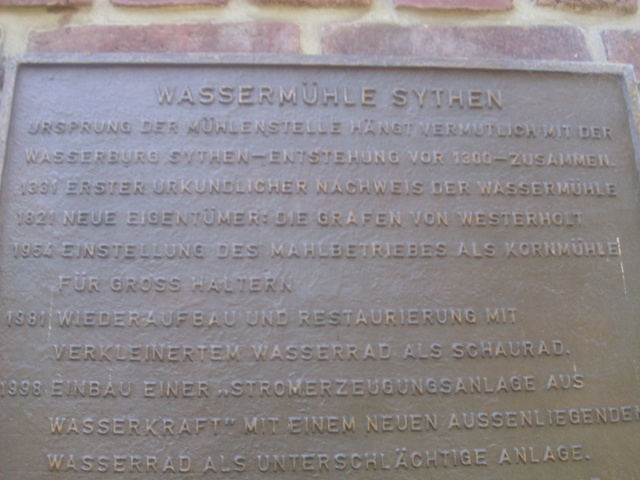 WASSERMÜHLE SYTHEN
URSPRUNG DER MÜHLENSTELLE HÄNGT VERMUTLICH MIT DER
WASSERBURG SYTHEN-ENTSTEHUNG VOR 1300-ZUSAMMEN.
1331 ERSTER URKUNDLICHER NACHWEIS DER WASSERMÜHLE
1821 NEUE EIGENTÜMER: DIE GRAFEN VON WESTERHOLT
1954 EINSTELLUNG DES MAHLBETRIEBES ALS KORNMÜHLE
FÜR GROSS HALTERN
1981 WIEDERAUFBAU UND RESTAURIERUNG MIT
VERKLEINERTEM WASSERRAD ALS SCHAURAD.
1998 EINBAU EINER „STROMERZEUGUNGSANLAGE AUS
WASSERKRAFT" MIT EINEM NEUEN AUSSENLIEGENDEN
WASSERRAD ALS UNTERSCHLÄCHTIGE ANLAGE.